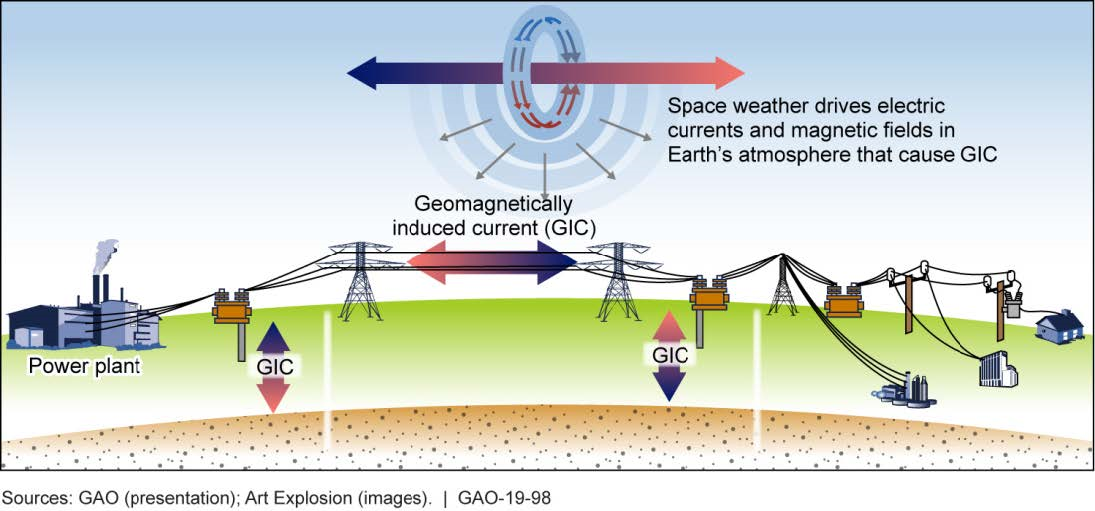 Space weather drives electric
currents and magnetic fields in
Earth's atmosphere that cause GIC
Geomagnetically
induced current (GIC)
Power plant
GIC
GIC
Sources: GAO (presentation); Art Explosion (images). | GAO-19-98